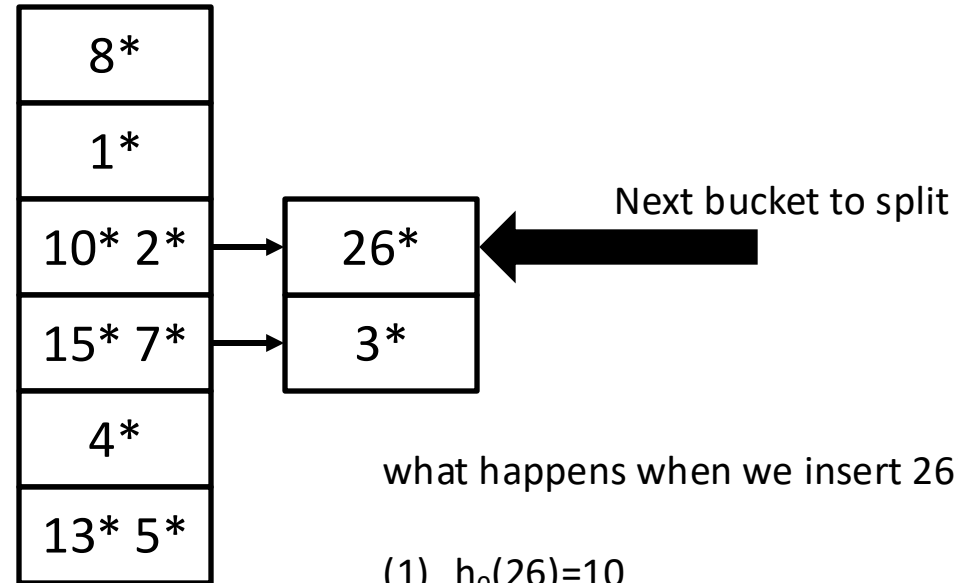 8*
1*
10* 2*
26*
Next bucket to split
15* 7*
3*
4*
13* 5*
what happens when we insert 26
(1) h₀(26)=10